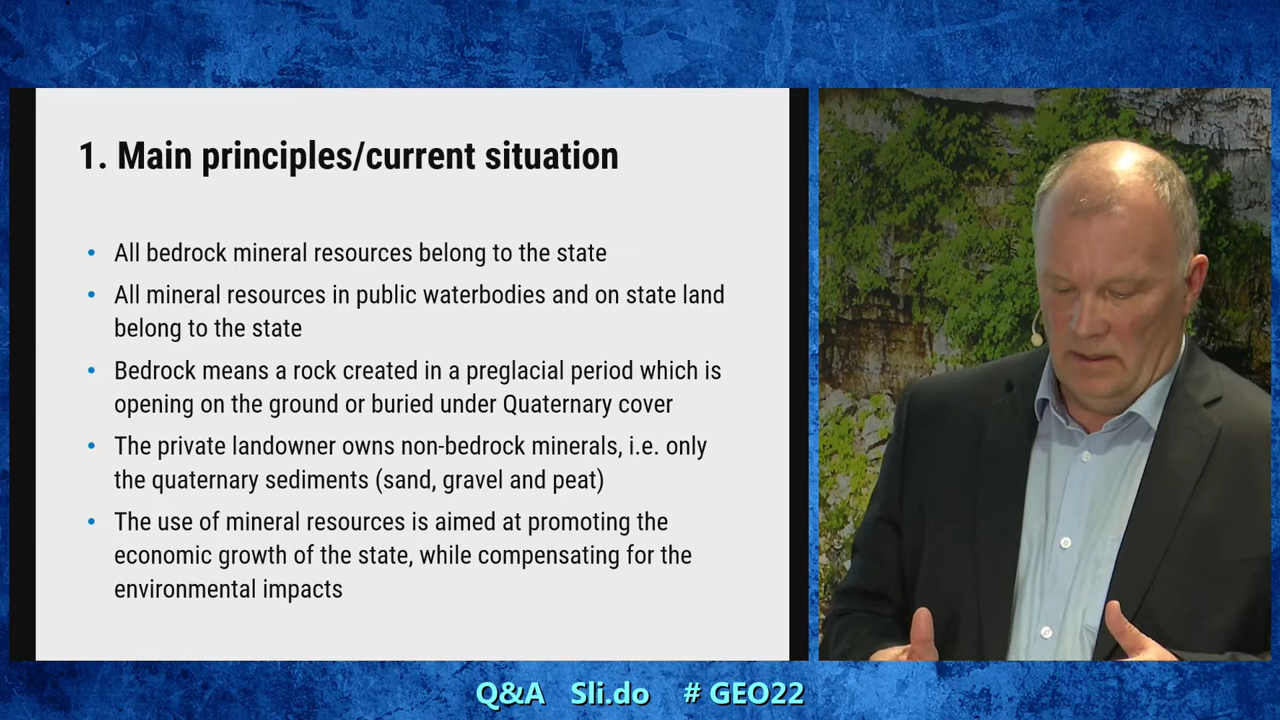 1. Main principles/current situation
• All bedrock mineral resources belong to the state
• All mineral resources in public waterbodies and on state land
belong to the state
• Bedrock means a rock created in a preglacial period which is
opening on the ground or buried under Quaternary cover
• The private landowner owns non-bedrock minerals, i.e. only
the quaternary sediments (sand, gravel and peat)
• The use of mineral resources is aimed at promoting the
economic growth of the state, while compensating for the
environmental impacts
Q&A Sli.do # GEO22